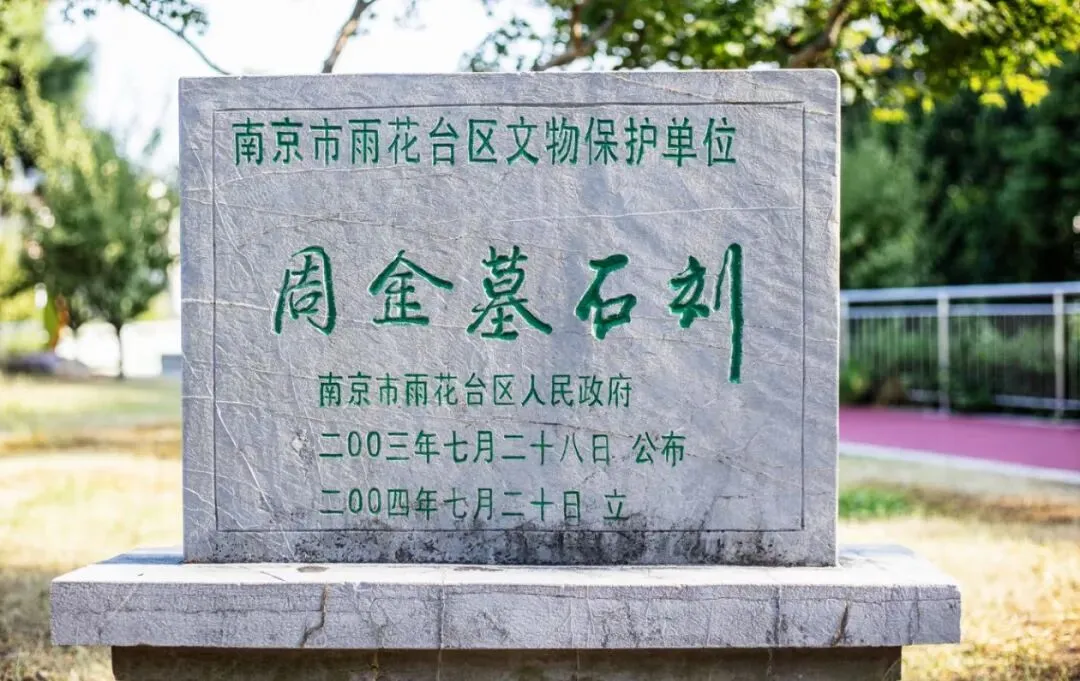 南京市雨花台区文物保护单位
周金墓石刻
南京市雨花台区人民政府
二00三年七月二十八日 公布
二00四年七月二十日 立